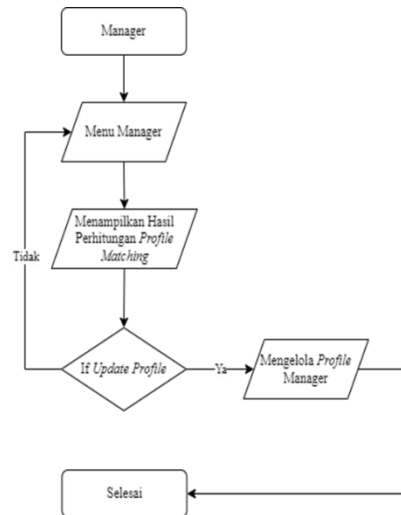 Manager
Menu Manager
Menampilkan Hasil
Perhitungan Profile
Matching
Tidak
If Update Profile
Ya
Mengelola Profile
Manager
Selesai